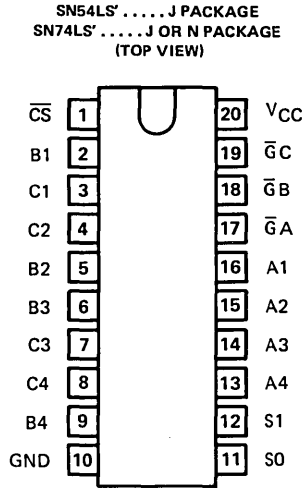 SN54LS' ..... J PACKAGE
SN74LS' ..... J OR N PACKAGE
(TOP VIEW)
C̅S̅ 1 20 VCC
B1 2 19 G̅C
C1 3 18 G̅B
C2 4 17 G̅A
B2 5 16 A1
B3 6 15 A2
C3 7 14 A3
C4 8 13 A4
B4 9 12 S1
GND 10 11 S0